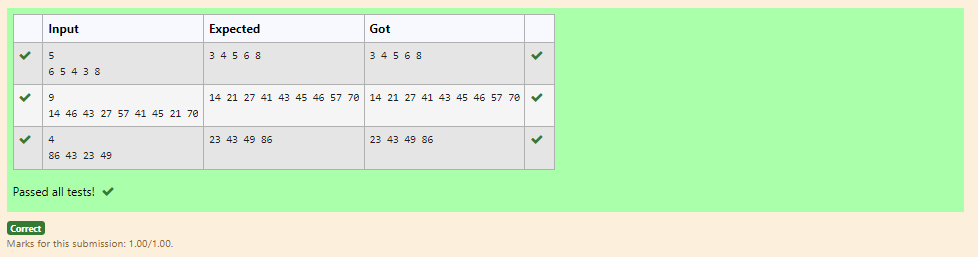 Input Expected Got
5 3 4 5 6 8 3 4 5 6 8
6 5 4 3 8
9 14 21 27 41 43 45 46 57 70 14 21 27 41 43 45 46 57 70
14 46 43 27 57 41 45 21 70
4 23 43 49 86 23 43 49 86
86 43 23 49
Passed all tests!
Correct
Marks for this submission: 1.00/1.00.